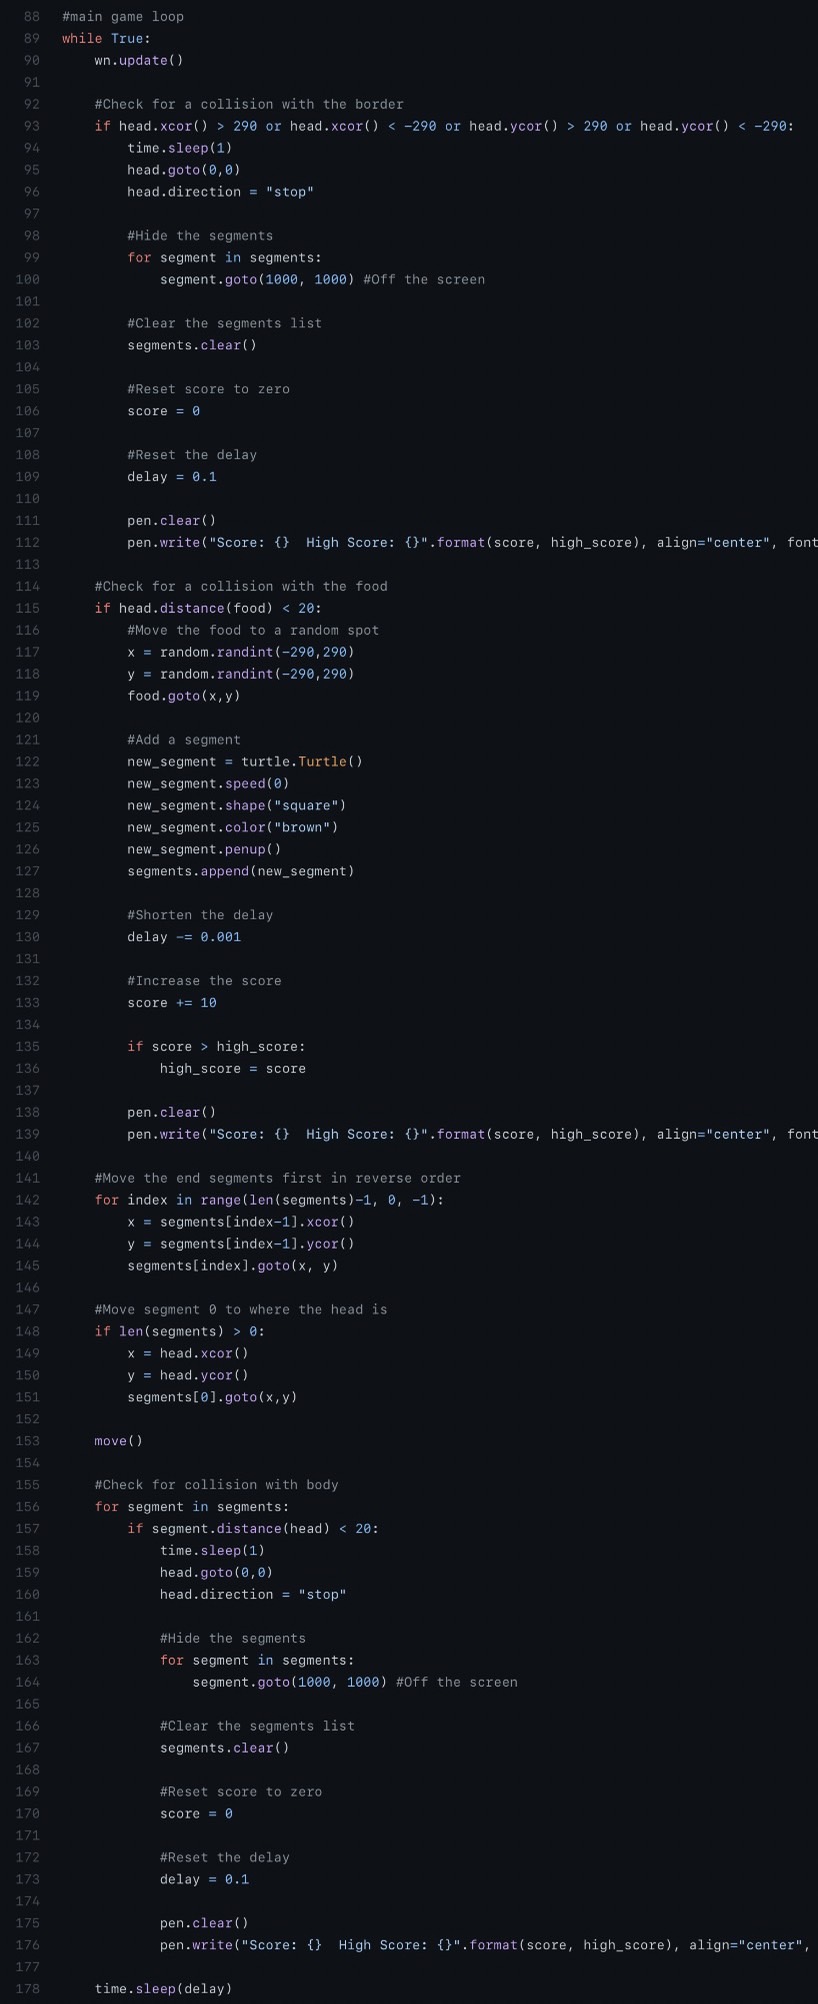 88 #main game loop
89 while True:
90     wn.update()
91
92     #Check for a collision with the border
93     if head.xcor() > 290 or head.xcor() < -290 or head.ycor() > 290 or head.ycor() < -290:
94         time.sleep(1)
95         head.goto(0,0)
96         head.direction = "stop"
97
98         #Hide the segments
99         for segment in segments:
100             segment.goto(1000, 1000) #Off the screen
101
102         #Clear the segments list
103         segments.clear()
104
105         #Reset score to zero
106         score = 0
107
108         #Reset the delay
109         delay = 0.1
110
111         pen.clear()
112         pen.write("Score: {}  High Score: {}".format(score, high_score), align="center", font
113
114     #Check for a collision with the food
115     if head.distance(food) < 20:
116         #Move the food to a random spot
117         x = random.randint(-290,290)
118         y = random.randint(-290,290)
119         food.goto(x,y)
120
121         #Add a segment
122         new_segment = turtle.Turtle()
123         new_segment.speed(0)
124         new_segment.shape("square")
125         new_segment.color("brown")
126         new_segment.penup()
127         segments.append(new_segment)
128
129         #Shorten the delay
130         delay -= 0.001
131
132         #Increase the score
133         score += 10
134
135         if score > high_score:
136             high_score = score
137
138         pen.clear()
139         pen.write("Score: {}  High Score: {}".format(score, high_score), align="center", font
140
141     #Move the end segments first in reverse order
142     for index in range(len(segments)-1, 0, -1):
143         x = segments[index-1].xcor()
144         y = segments[index-1].ycor()
145         segments[index].goto(x, y)
146
147     #Move segment 0 to where the head is
148     if len(segments) > 0:
149         x = head.xcor()
150         y = head.ycor()
151         segments[0].goto(x,y)
152
153     move()
154
155     #Check for collision with body
156     for segment in segments:
157         if segment.distance(head) < 20:
158             time.sleep(1)
159             head.goto(0,0)
160             head.direction = "stop"
161
162             #Hide the segments
163             for segment in segments:
164                 segment.goto(1000, 1000) #Off the screen
165
166             #Clear the segments list
167             segments.clear()
168
169             #Reset score to zero
170             score = 0
171
172             #Reset the delay
173             delay = 0.1
174
175             pen.clear()
176             pen.write("Score: {}  High Score: {}".format(score, high_score), align="center",
177
178     time.sleep(delay)